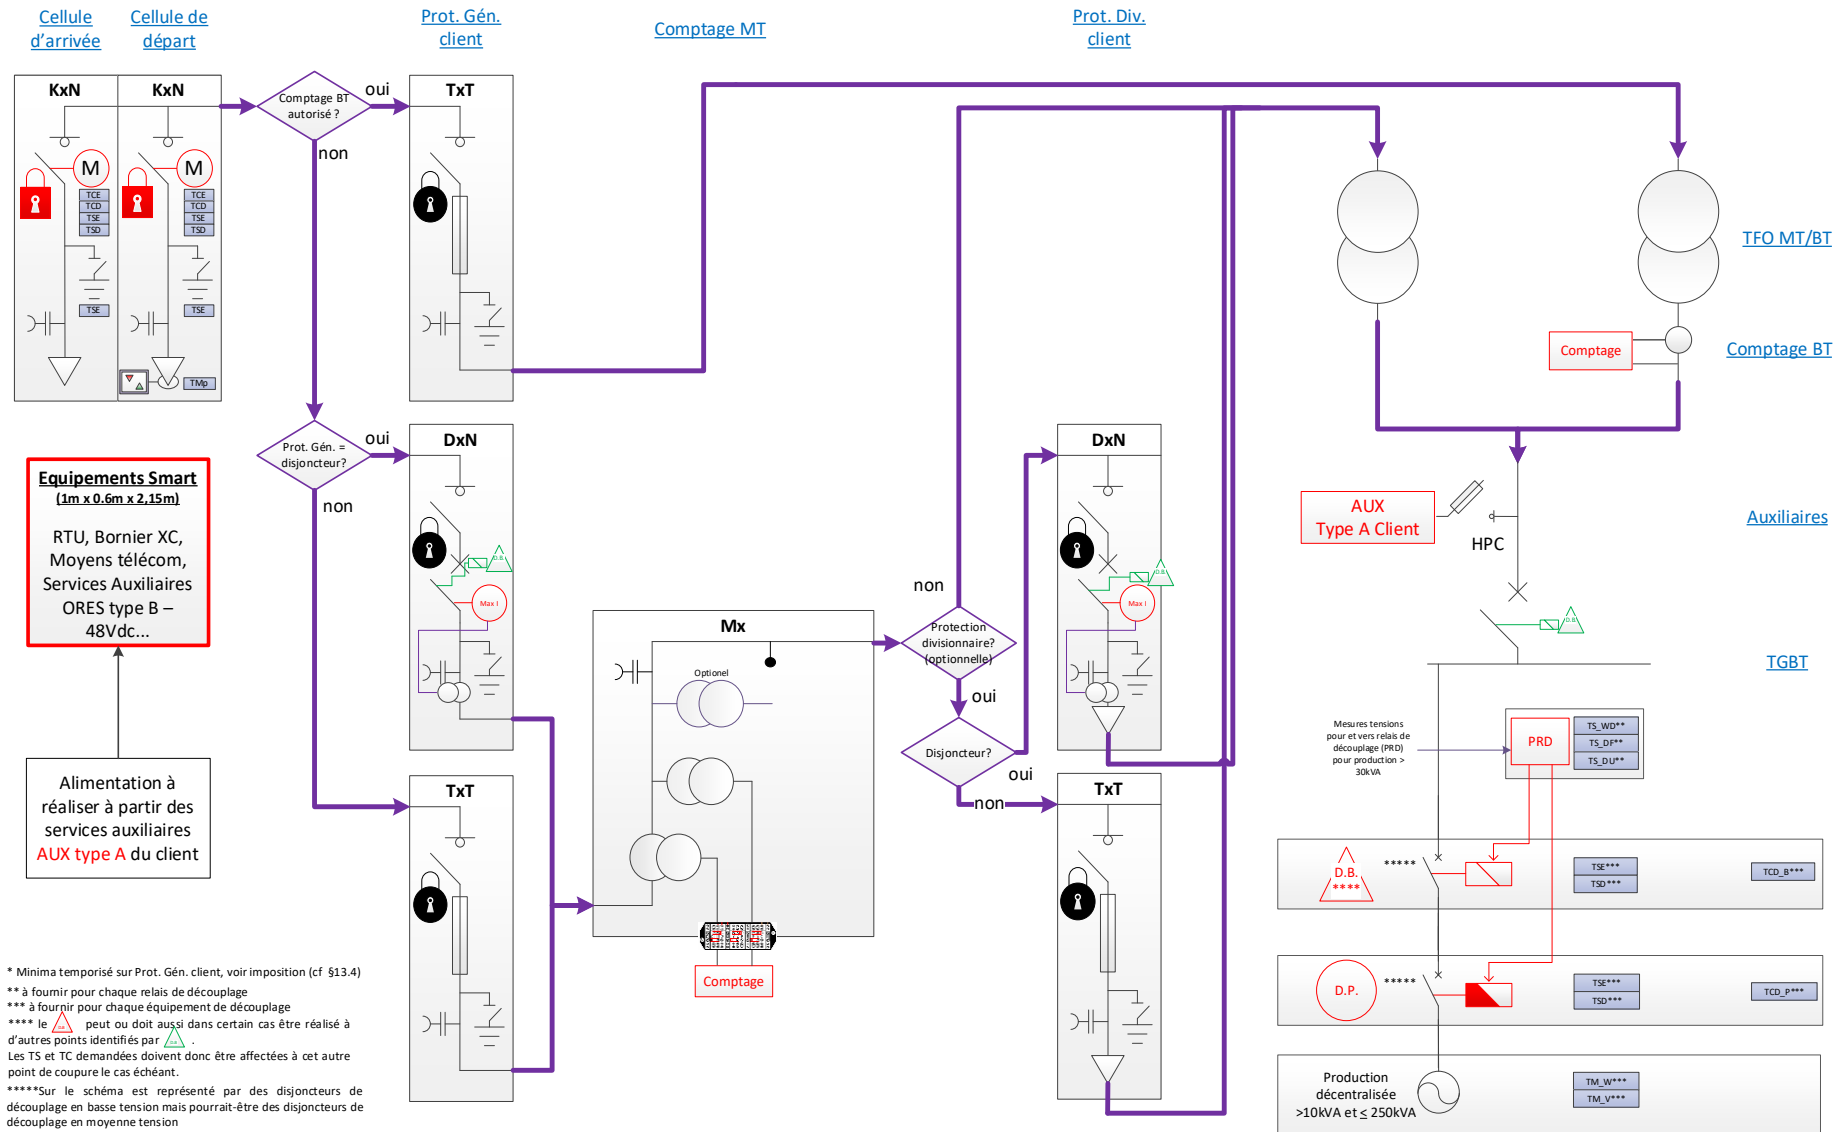 Cellule
d’arrivée
Cellule de
départ
Prot. Gén.
client
Comptage MT
Prot. Div.
client
KxN
KxN
M
M
TCE
TCD
TSE
TSD
TSE
TCE
TCD
TSE
TSD
TSE
TMp
Comptage BT
autorisé ?
oui
non
TxT
TFO MT/BT
Comptage
Comptage BT
Prot. Gén. =
disjoncteur?
oui
non
DxN
D.B.
Max I
DxN
D.B.
Max I
Equipements Smart
(1m x 0.6m x 2,15m)
RTU, Bornier XC,
Moyens télécom,
Services Auxiliaires
ORES type B –
48Vdc...
Alimentation à
réaliser à partir des
services auxiliaires
AUX type A du client
AUX
Type A Client
HPC
Auxiliaires
D.B.
TGBT
Mx
Optionel
Comptage
non
Protection
divisionnaire?
(optionnelle)
oui
Disjoncteur?
oui
non
TxT
TxT
Mesures tensions
pour et vers relais de
découplage (PRD)
pour production >
30kVA
PRD
TS_WD**
TS_DF**
TS_DU**
D.B.
****
*****
TSE***
TSD***
TCD_B***
D.P.
*****
TSE***
TSD***
TCD_P***
Production
décentralisée
>10kVA et ≤ 250kVA
TM_W***
TM_V***
* Minima temporisé sur Prot. Gén. client, voir imposition (cf §13.4)
** à fournir pour chaque relais de découplage
*** à fournir pour chaque équipement de découplage
**** le peut ou doit aussi dans certain cas être réalisé à
d’autres points identifiés par .
Les TS et TC demandées doivent donc être affectées à cet autre
point de coupure le cas échéant.
*****Sur le schéma est représenté par des disjoncteurs de
découplage en basse tension mais pourrait-être des disjoncteurs de
découplage en moyenne tension